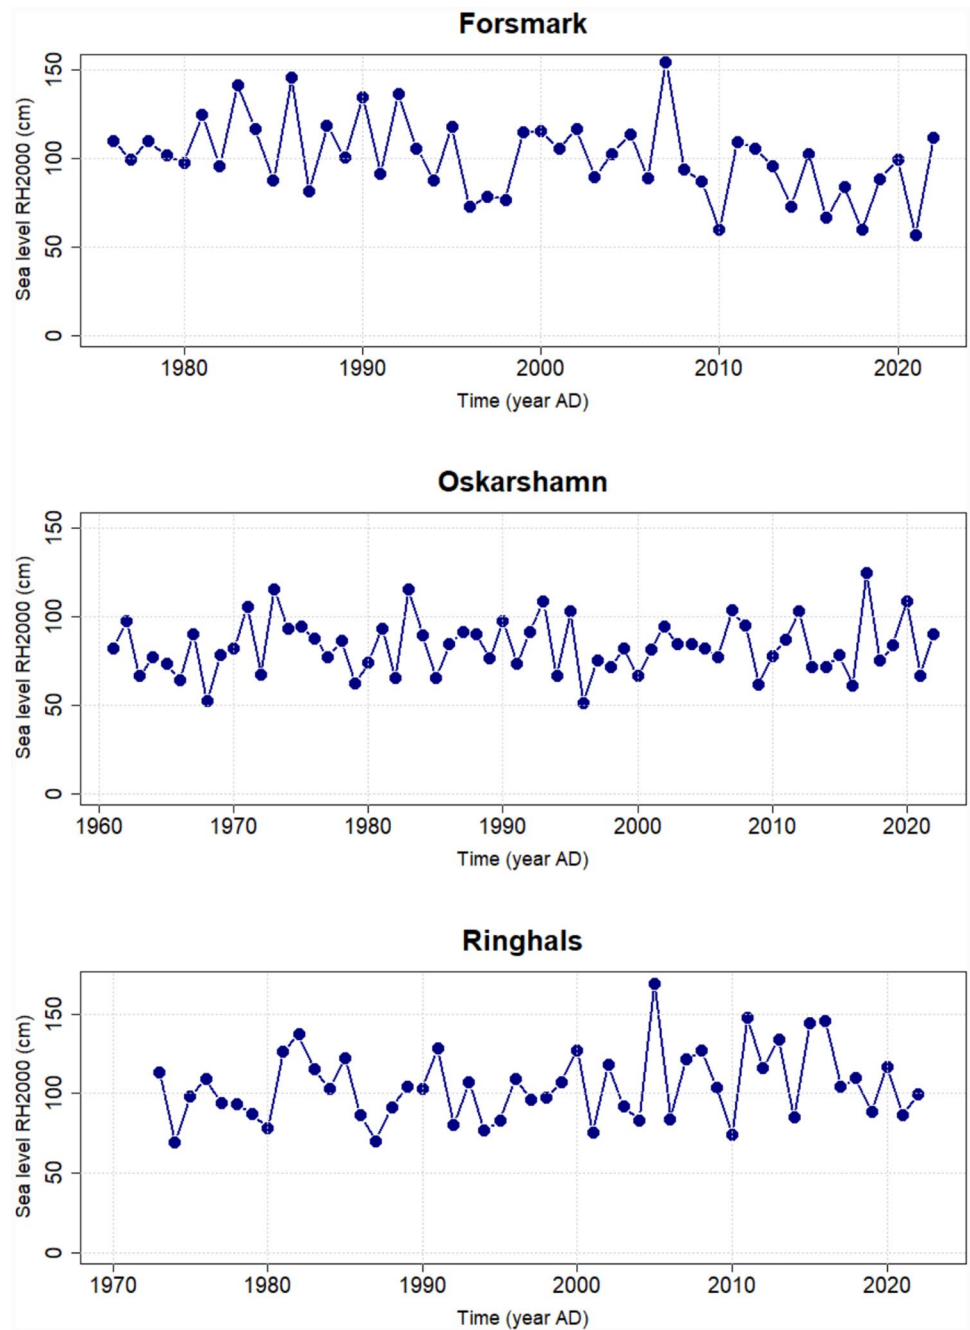 Forsmark
Sea level RH2000 (cm)
150
100
50
0
1980 1990 2000 2010 2020
Time (year AD)
Oskarshamn
Sea level RH2000 (cm)
150
100
50
0
1960 1970 1980 1990 2000 2010 2020
Time (year AD)
Ringhals
Sea level RH2000 (cm)
150
100
50
0
1970 1980 1990 2000 2010 2020
Time (year AD)